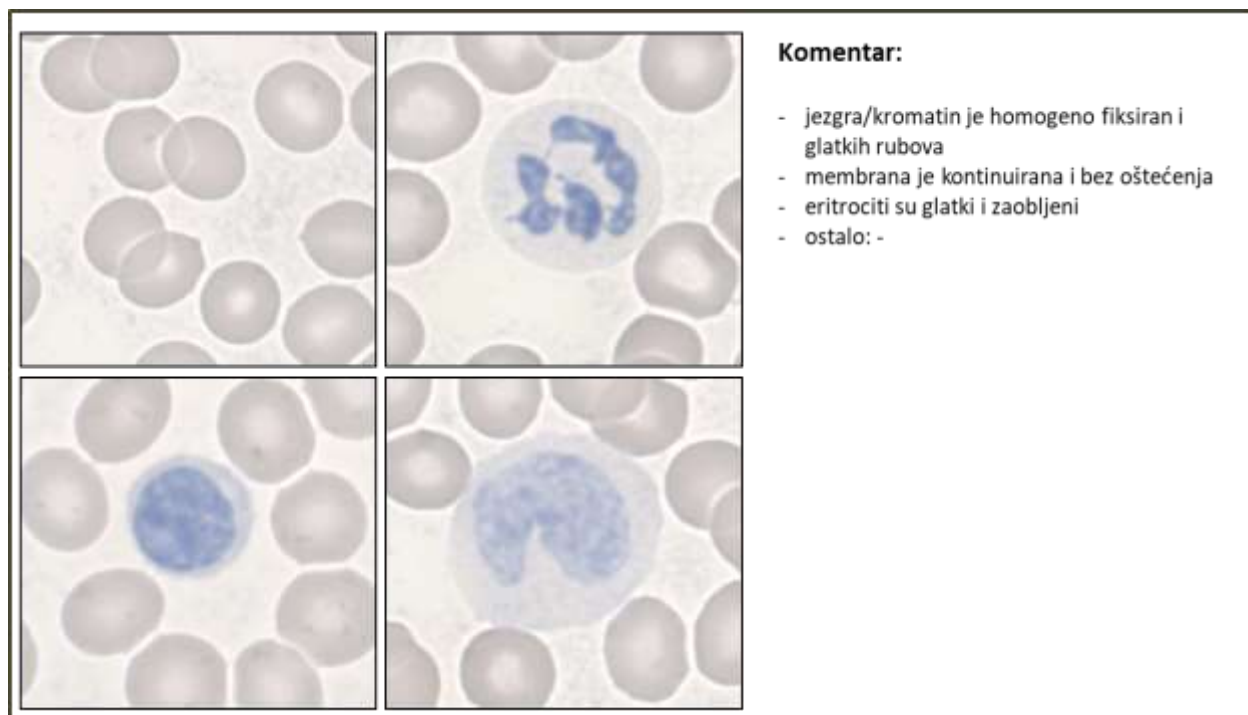 Komentar:
- jezgra/kromatin je homogeno fiksiran i
glatkih rubova
- membrana je kontinuirana i bez oštećenja
- eritrociti su glatki i zaobljeni
- ostalo: -